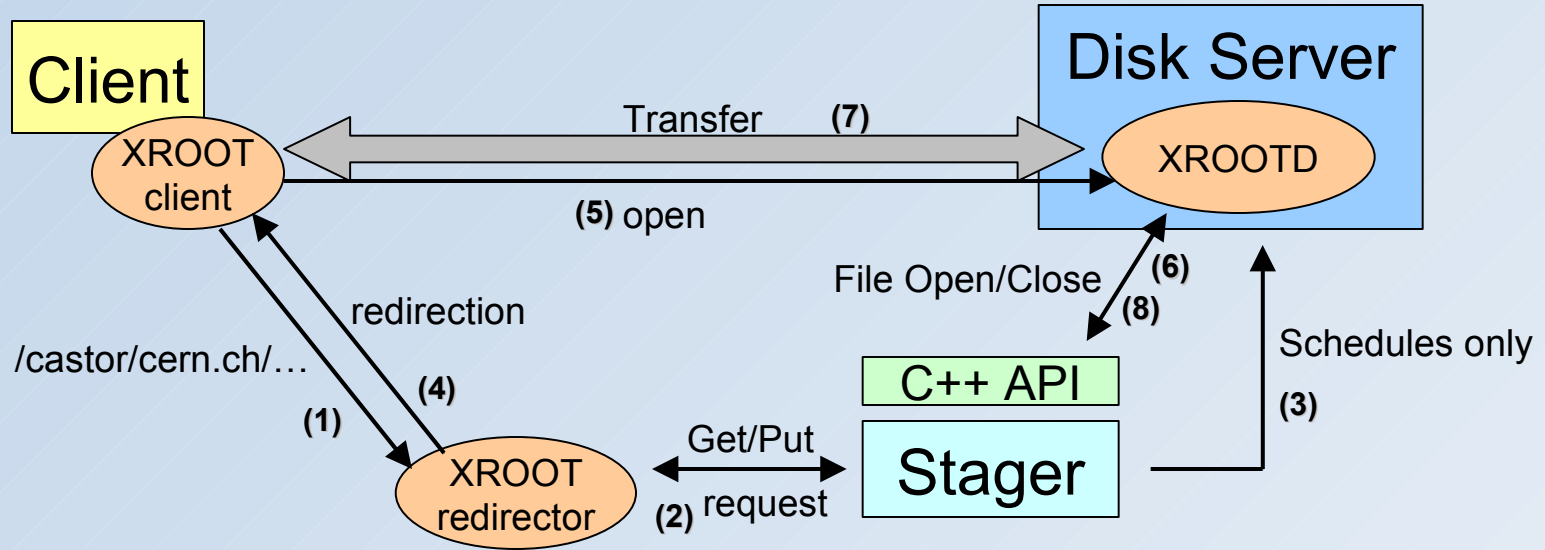 Client
Disk Server
XROOT
client
Transfer
(7)
XROOTD
(5) open
File Open/Close
(6)
(8)
redirection
/castor/cern.ch/…
(4)
(1)
Schedules only
(3)
C++ API
Get/Put
(2) request
Stager
XROOT
redirector